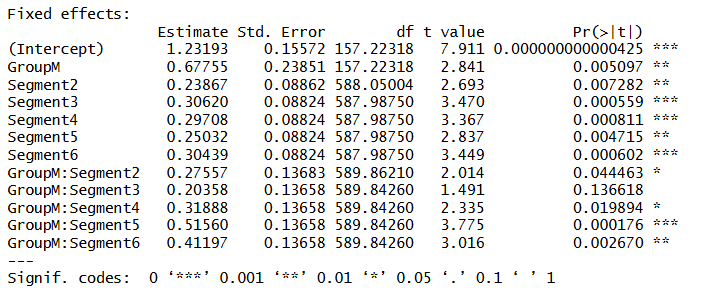 Fixed effects:
                Estimate Std. Error        df t value          Pr(>|t|)    
(Intercept)      1.23193    0.15572 157.22318   7.911 0.000000000000425 ***
GroupM           0.67755    0.23851 157.22318   2.841          0.005097 ** 
Segment2         0.23867    0.08862 588.05004   2.693          0.007282 ** 
Segment3         0.30620    0.08824 587.98750   3.470          0.000559 ***
Segment4         0.29708    0.08824 587.98750   3.367          0.000811 ***
Segment5         0.25032    0.08824 587.98750   2.837          0.004715 ** 
Segment6         0.30439    0.08824 587.98750   3.449          0.000602 ***
GroupM:Segment2  0.27557    0.13683 589.86210   2.014          0.044463 *  
GroupM:Segment3  0.20358    0.13658 589.84260   1.491          0.136618    
GroupM:Segment4  0.31888    0.13658 589.84260   2.335          0.019894 *  
GroupM:Segment5  0.51560    0.13658 589.84260   3.775          0.000176 ***
GroupM:Segment6  0.41197    0.13658 589.84260   3.016          0.002670 ** 
---
Signif. codes:  0 ‘***’ 0.001 ‘**’ 0.01 ‘*’ 0.05 ‘.’ 0.1 ‘ ’ 1